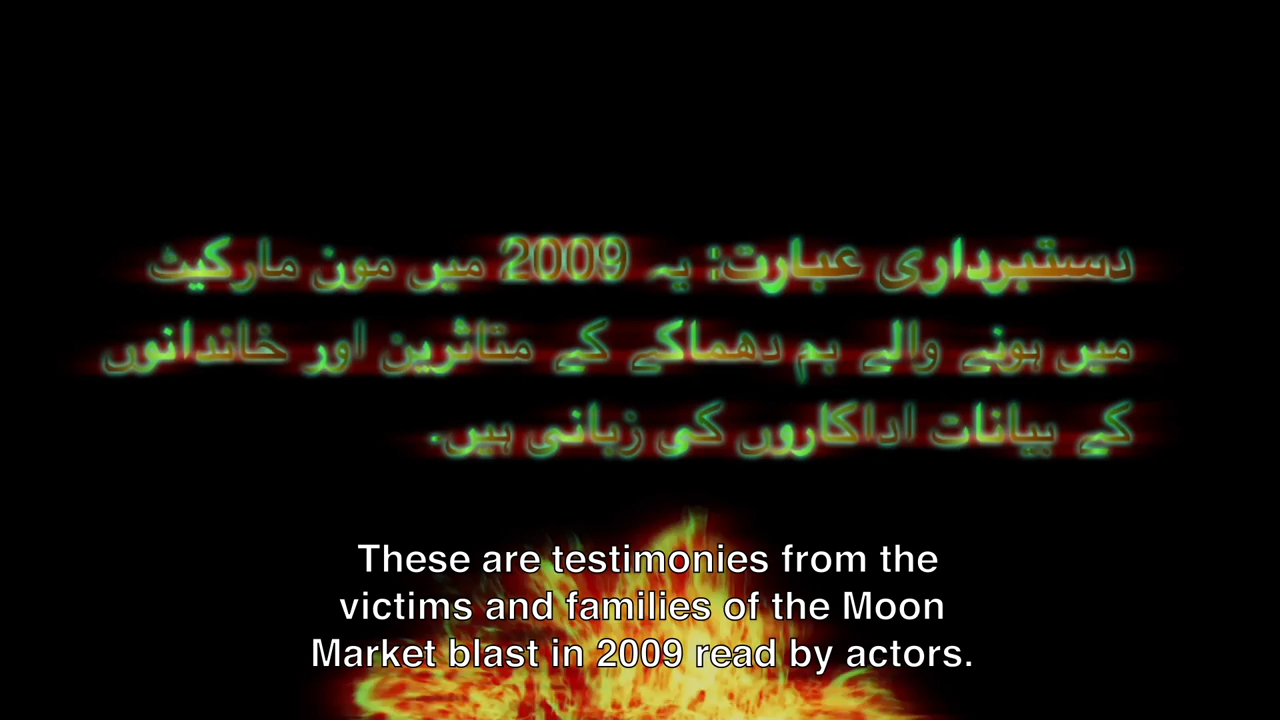 دستبرداری عبارت: یہ 2009 میں مون مارکیٹ
میں ہونے والے بم دھماکے کے متاثرین اور خاندانوں
کے بیانات اداکاروں کی زبانی ہیں.
These are testimonies from the
victims and families of the Moon
Market blast in 2009 read by actors.